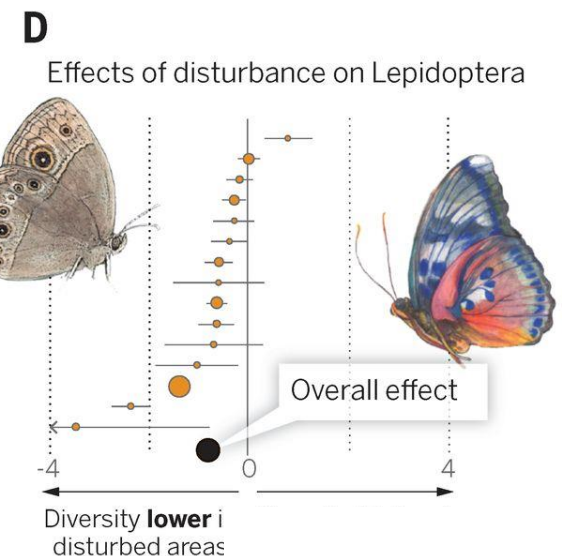 D
Effects of disturbance on Lepidoptera
Overall effect
-4 0 4
Diversity lower i
disturbed areas